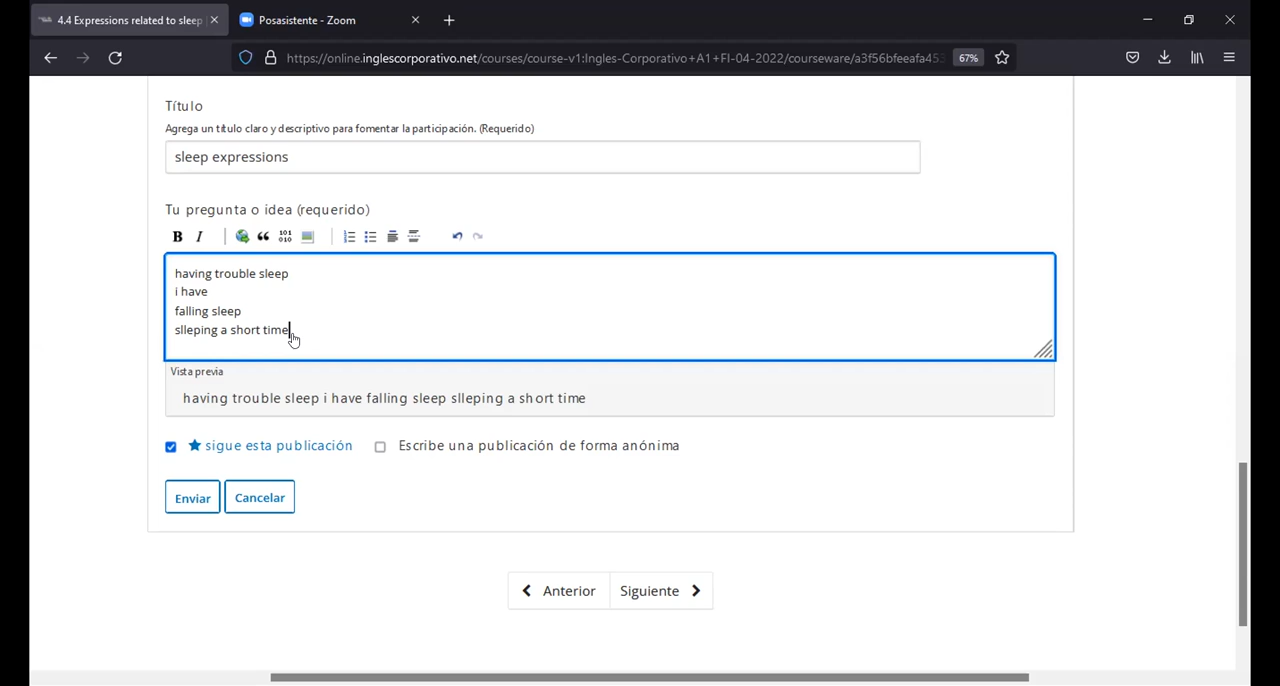 4.4 Expressions related to sleep
Posasistente - Zoom
https://online.inglescorporativo.net/courses/course-v1:Ingles-Corporativo+A1+FI-04-2022/courseware/a3f56bfeeafa453
67%
Título
Agrega un título claro y descriptivo para fomentar la participación. (Requerido)
sleep expressions
Tu pregunta o idea (requerido)
B I
101
010
having trouble sleep
i have
falling sleep
slleping a short time
Vista previa
having trouble sleep i have falling sleep slleping a short time
sigue esta publicación Escribe una publicación de forma anónima
Enviar Cancelar
Anterior Siguiente